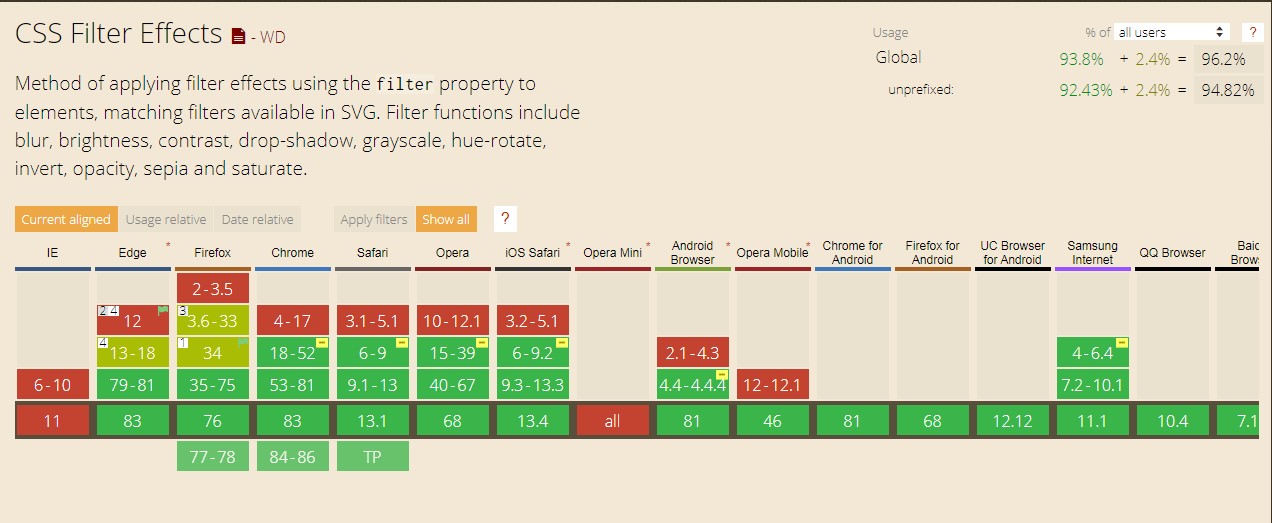 CSS Filter Effects - WD
Usage % of all users ?
Global 93.8% + 2.4% = 96.2%
unprefixed: 92.43% + 2.4% = 94.82%
Method of applying filter effects using the filter property to
elements, matching filters available in SVG. Filter functions include
blur, brightness, contrast, drop-shadow, grayscale, hue-rotate,
invert, opacity, sepia and saturate.
Current aligned Usage relative Date relative Apply filters Show all ?
IE Edge * Firefox Chrome Safari Opera iOS Safari * Opera Mini * Android Browser * Opera Mobile * Chrome for Android Firefox for Android UC Browser for Android Samsung Internet QQ Browser Baid Brows
2-3.5
2 4 12 3 3.6-33 4-17 3.1-5.1 10-12.1 3.2-5.1
4 13-18 1 34 18-52 6-9 15-39 6-9.2 2.1-4.3 4-6.4
6-10 79-81 35-75 53-81 9.1-13 40-67 9.3-13.3 4.4-4.4.4 12-12.1 7.2-10.1
11 83 76 83 13.1 68 13.4 all 81 46 81 68 12.12 11.1 10.4 7.1
77-78 84-86 TP